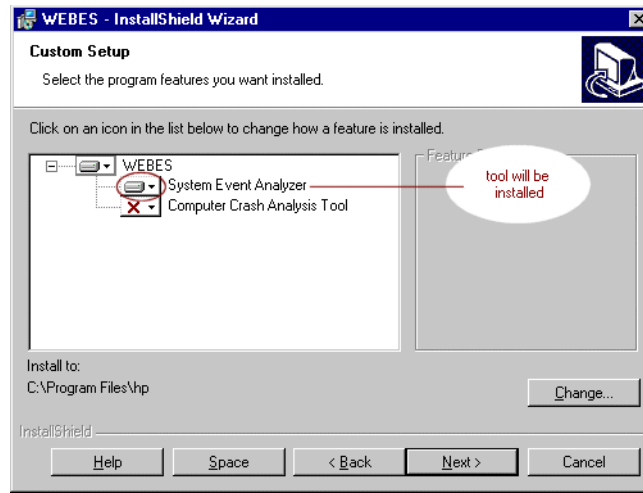 WEBES - InstallShield Wizard
Custom Setup
Select the program features you want installed.
Click on an icon in the list below to change how a feature is installed.
WEBES
System Event Analyzer
Computer Crash Analysis Tool
Feature
tool will be
installed
Install to:
C:\Program Files\hp
Change...
InstallShield
Help
Space
< Back
Next >
Cancel